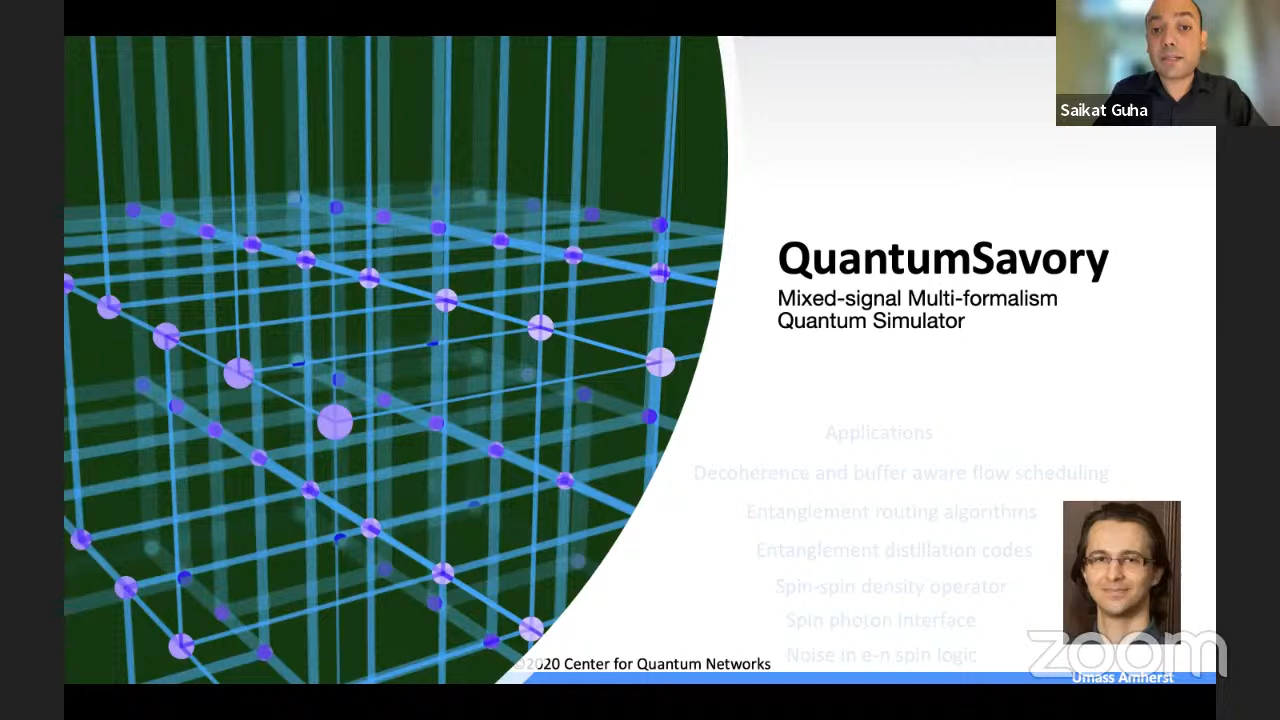 Saikat Guha
QuantumSavory
Mixed-signal Multi-formalism
Quantum Simulator
Applications
Decoherence and buffer aware flow scheduling
Entanglement routing algorithms
Entanglement distillation codes
Spin-spin density operator
Spin photon interface
Noise in e-n spin logic
©2020 Center for Quantum Networks
zoom
Umass Amherst